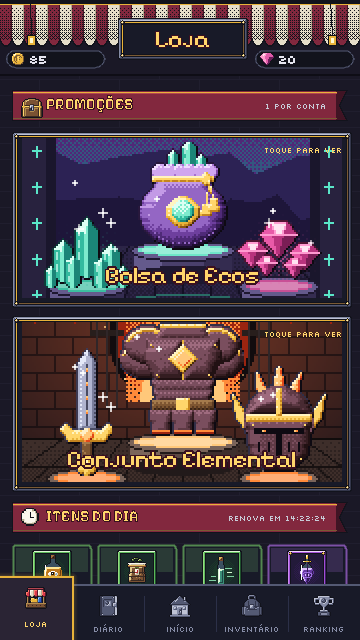 Loja
85
20
PROMOÇÕES
1 POR CONTA
TOQUE PARA VER
Bolsa de Ecos
TOQUE PARA VER
Conjunto Elemental
ITENS DO DIA
RENOVA EM 14:22:24
LOJA
DIÁRIO
INÍCIO
INVENTÁRIO
RANKING